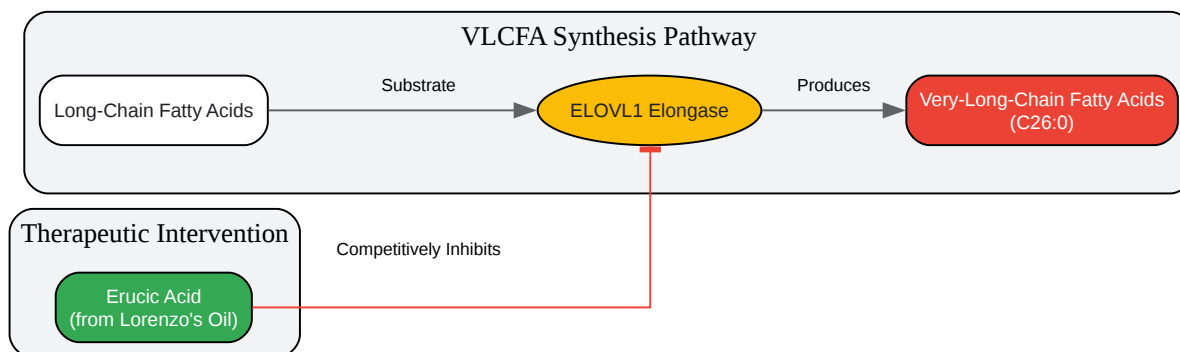 VLCFA Synthesis Pathway
Long-Chain Fatty Acids
Substrate
ELOVL1 Elongase
Produces
Very-Long-Chain Fatty Acids
(C26:0)
Therapeutic Intervention
Competitively Inhibits
Erucic Acid
(from Lorenzo's Oil)